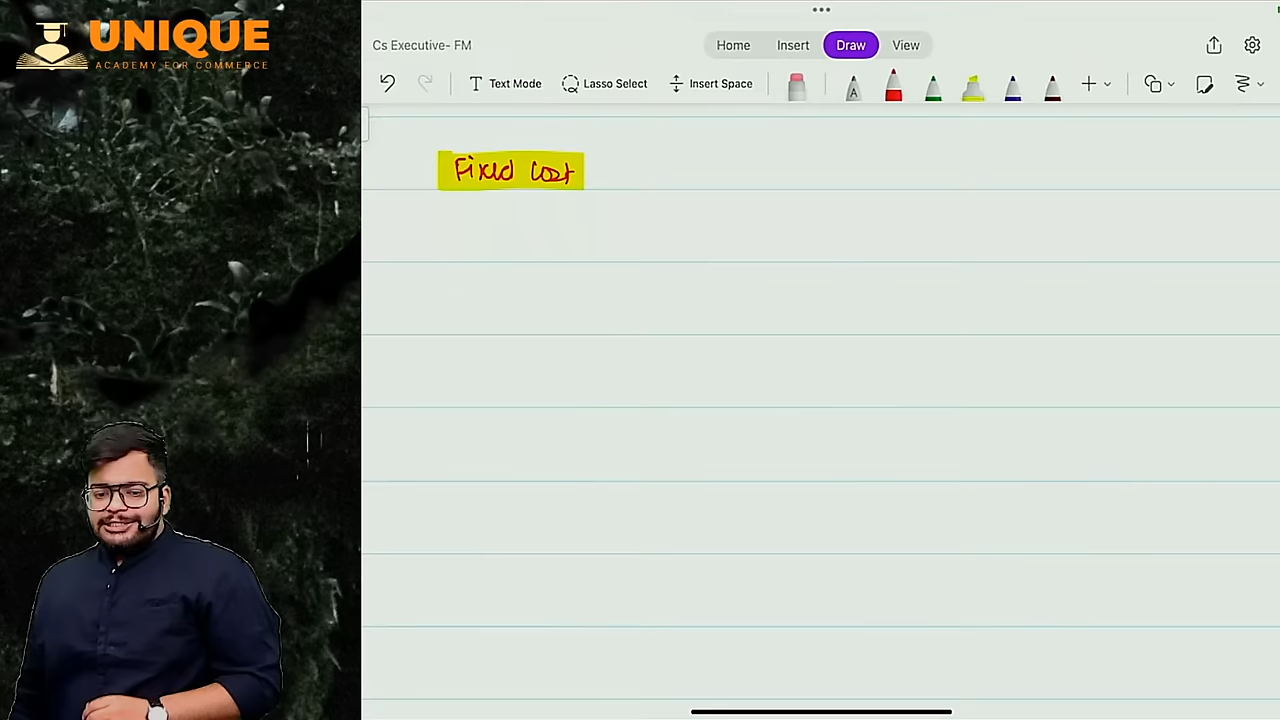 UNIQUE
ACADEMY FOR COMMERCE
Cs Executive- FM
Home Insert Draw View
Text Mode Lasso Select Insert Space A
Fixed Cost